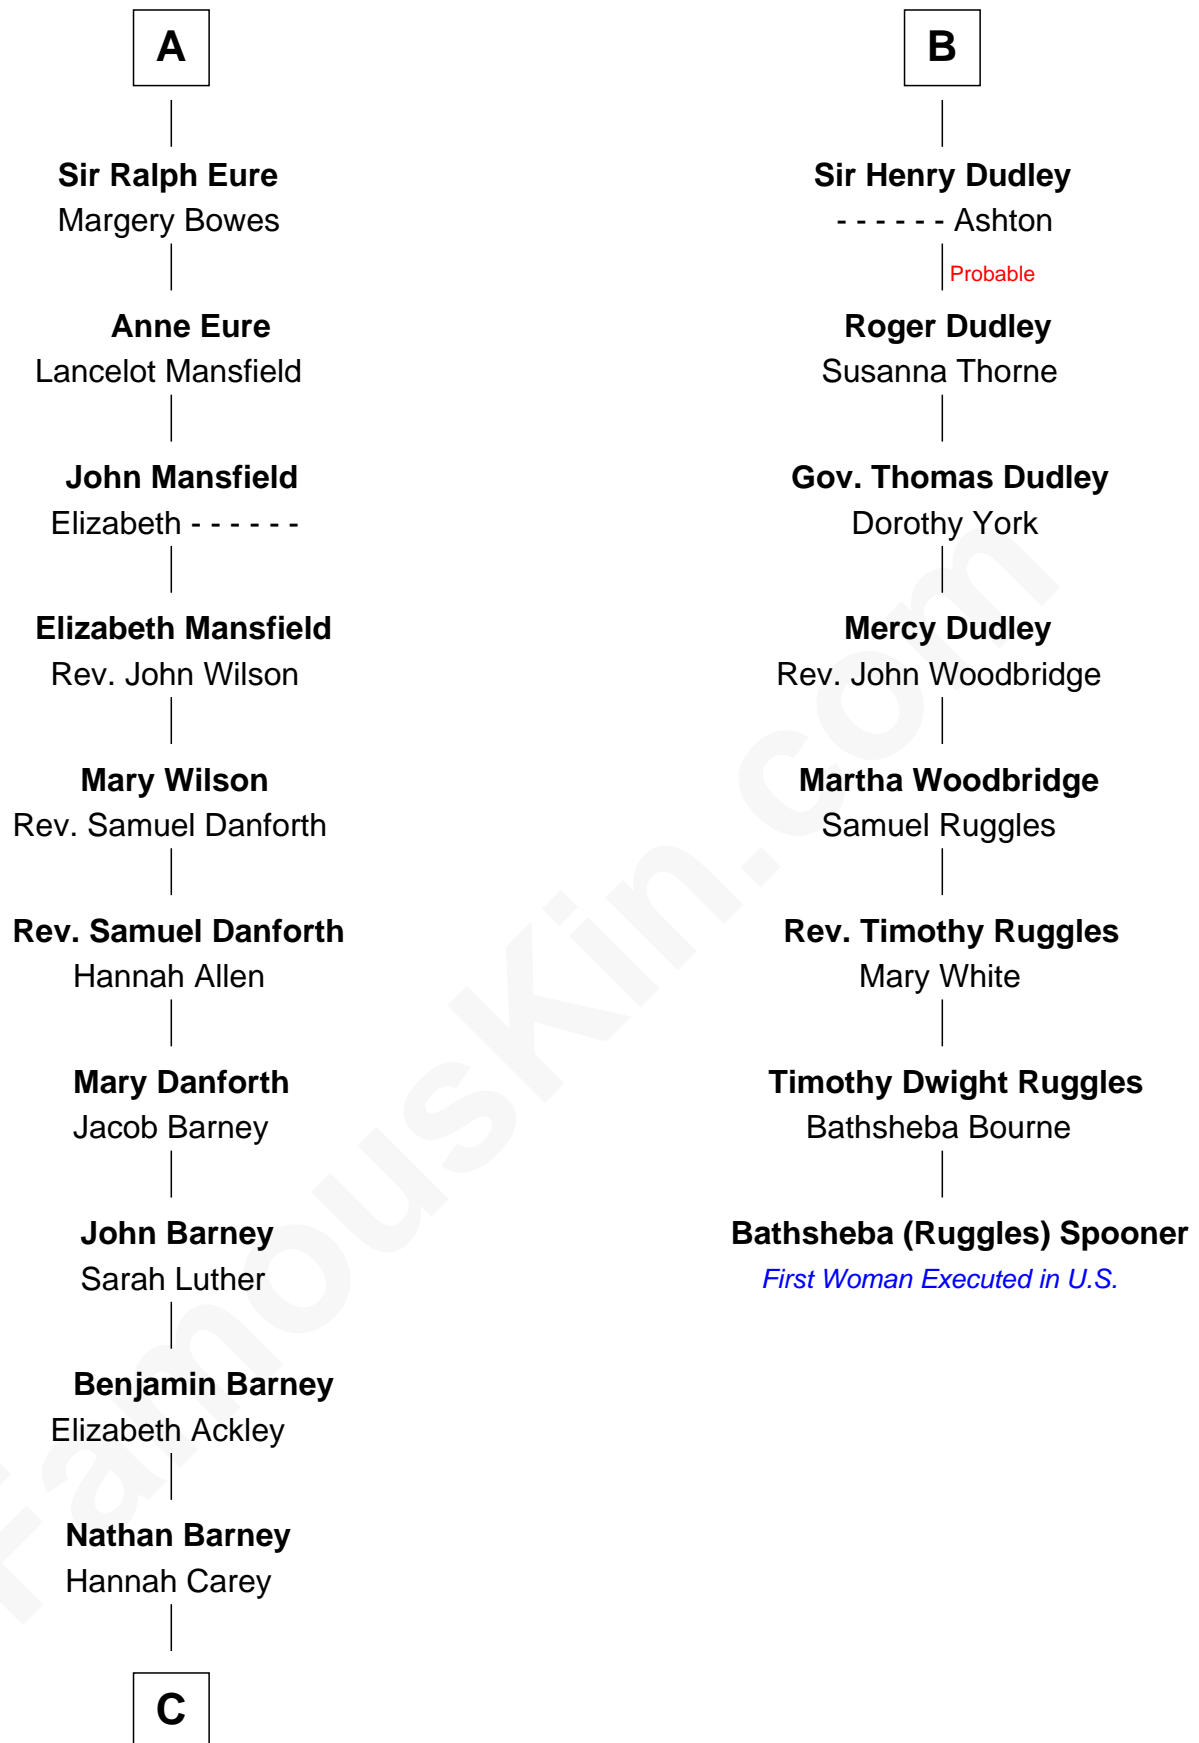 A
Sir Ralph Eure
Margery Bowes
Anne Eure
Lancelot Mansfield
John Mansfield
Elizabeth - - - - - -
Elizabeth Mansfield
Rev. John Wilson
Mary Wilson
Rev. Samuel Danforth
Rev. Samuel Danforth
Hannah Allen
Mary Danforth
Jacob Barney
John Barney
Sarah Luther
Benjamin Barney
Elizabeth Ackley
Nathan Barney
Hannah Carey
C
B
Sir Henry Dudley
- - - - - - Ashton
Probable
Roger Dudley
Susanna Thorne
Gov. Thomas Dudley
Dorothy York
Mercy Dudley
Rev. John Woodbridge
Martha Woodbridge
Samuel Ruggles
Rev. Timothy Ruggles
Mary White
Timothy Dwight Ruggles
Bathsheba Bourne
Bathsheba (Ruggles) Spooner
First Woman Executed in U.S.
FamousKin.com